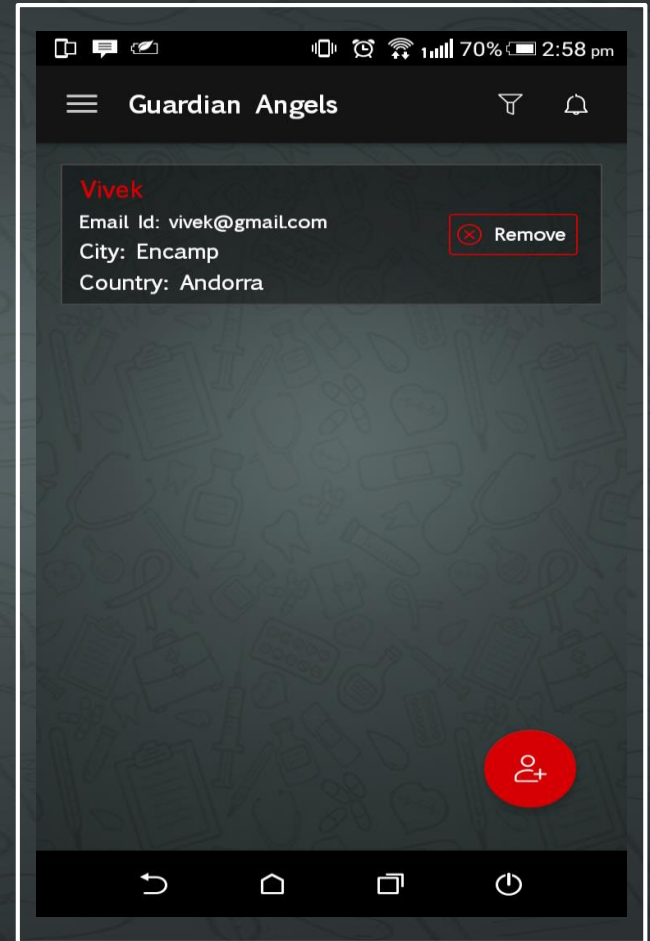 70% 2:58 pm
Guardian Angels
Vivek
Email Id: vivek@gmail.com
City: Encamp
Country: Andorra
Remove